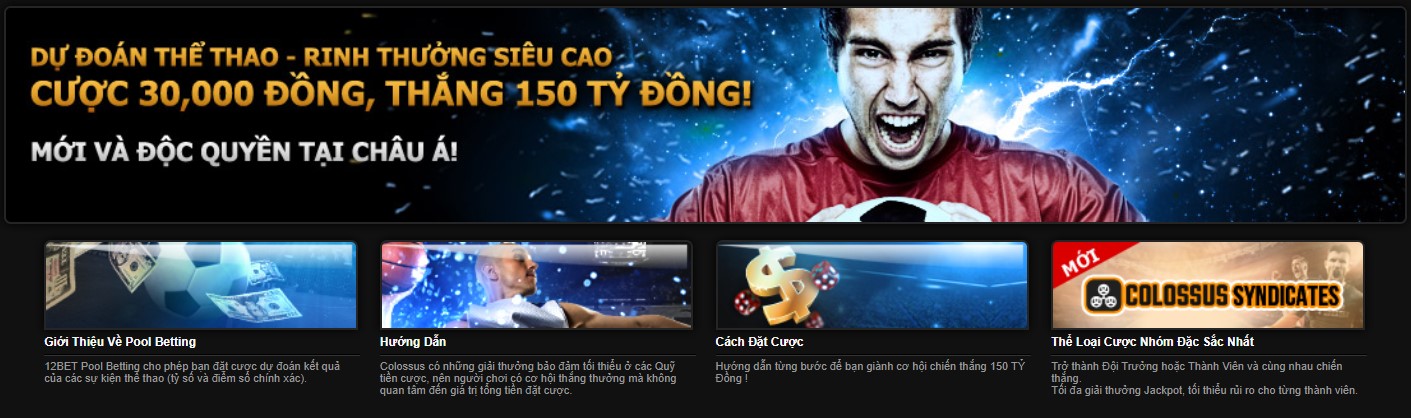 DỰ ĐOÁN THỂ THAO - RINH THƯỞNG SIÊU CAO
CƯỢC 30,000 ĐỒNG, THẮNG 150 TỶ ĐỒNG!
MỚI VÀ ĐỘC QUYỀN TẠI CHÂU Á!
MỚI
COLOSSUS SYNDICATES
Giới Thiệu Về Pool Betting
12BET Pool Betting cho phép bạn đặt cược dự đoán kết quả
của các sự kiện thể thao (tỷ số và điểm số chính xác).
Hướng Dẫn
Colossus có những giải thưởng bảo đảm tối thiểu ở các Quỹ
tiền cược, nên người chơi có cơ hội thắng thưởng mà không
quan tâm đến giá trị tổng tiền đặt cược.
Cách Đặt Cược
Hướng dẫn từng bước để bạn giành cơ hội chiến thắng 150 TỶ
Đồng !
Thể Loại Cược Nhóm Đặc Sắc Nhất
Trở thành Đội Trưởng hoặc Thành Viên và cùng nhau chiến
thắng.
Tối đa giải thưởng Jackpot, tối thiểu rủi ro cho từng thành viên.